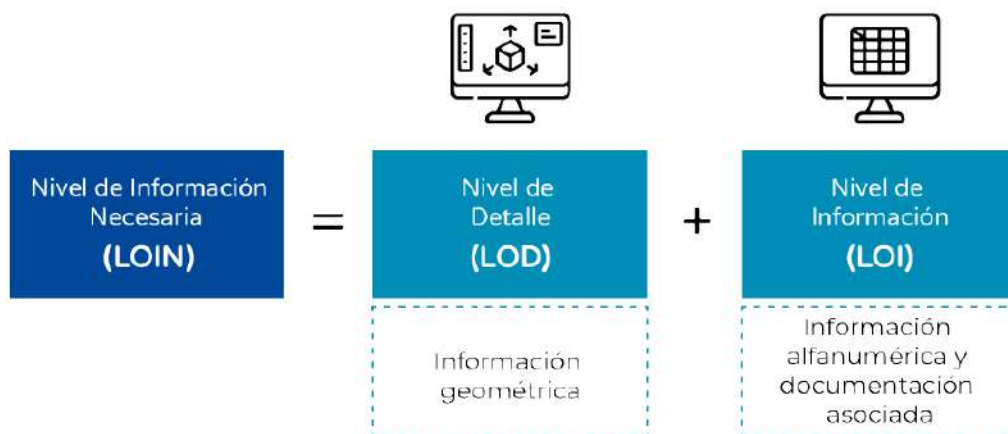 Nivel de Información
Necesaria
(LOIN)
=
Nivel de
Detalle
(LOD)
+
Nivel de
Información
(LOI)
Información
geométrica
Información
alfanumérica y
documentación
asociada